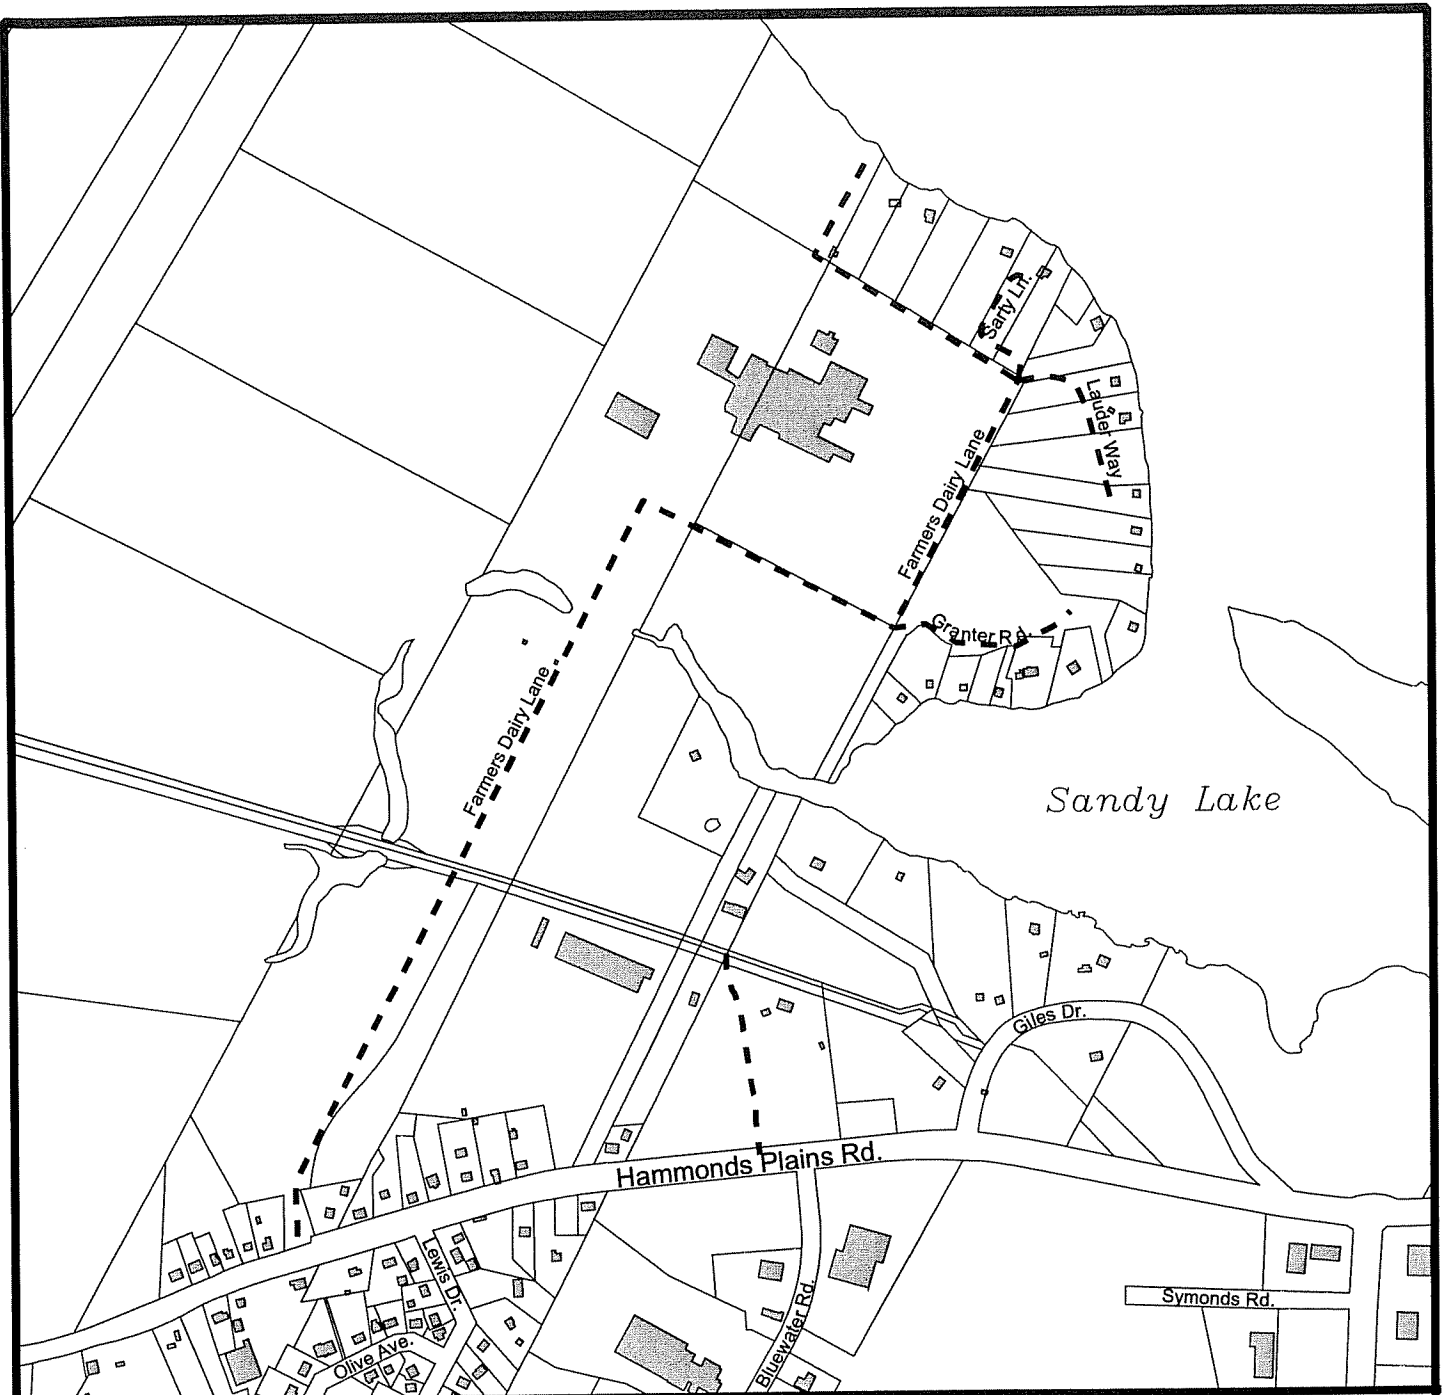 Sarty Ln.
Lauder Way
Farmers Dairy Lane
Granter Rd.
Farmers Dairy Lane
Sandy Lake
Giles Dr.
Hammonds Plains Rd.
Lewis Dr.
Bluewater Rd.
Symonds Rd.
Olive Ave.